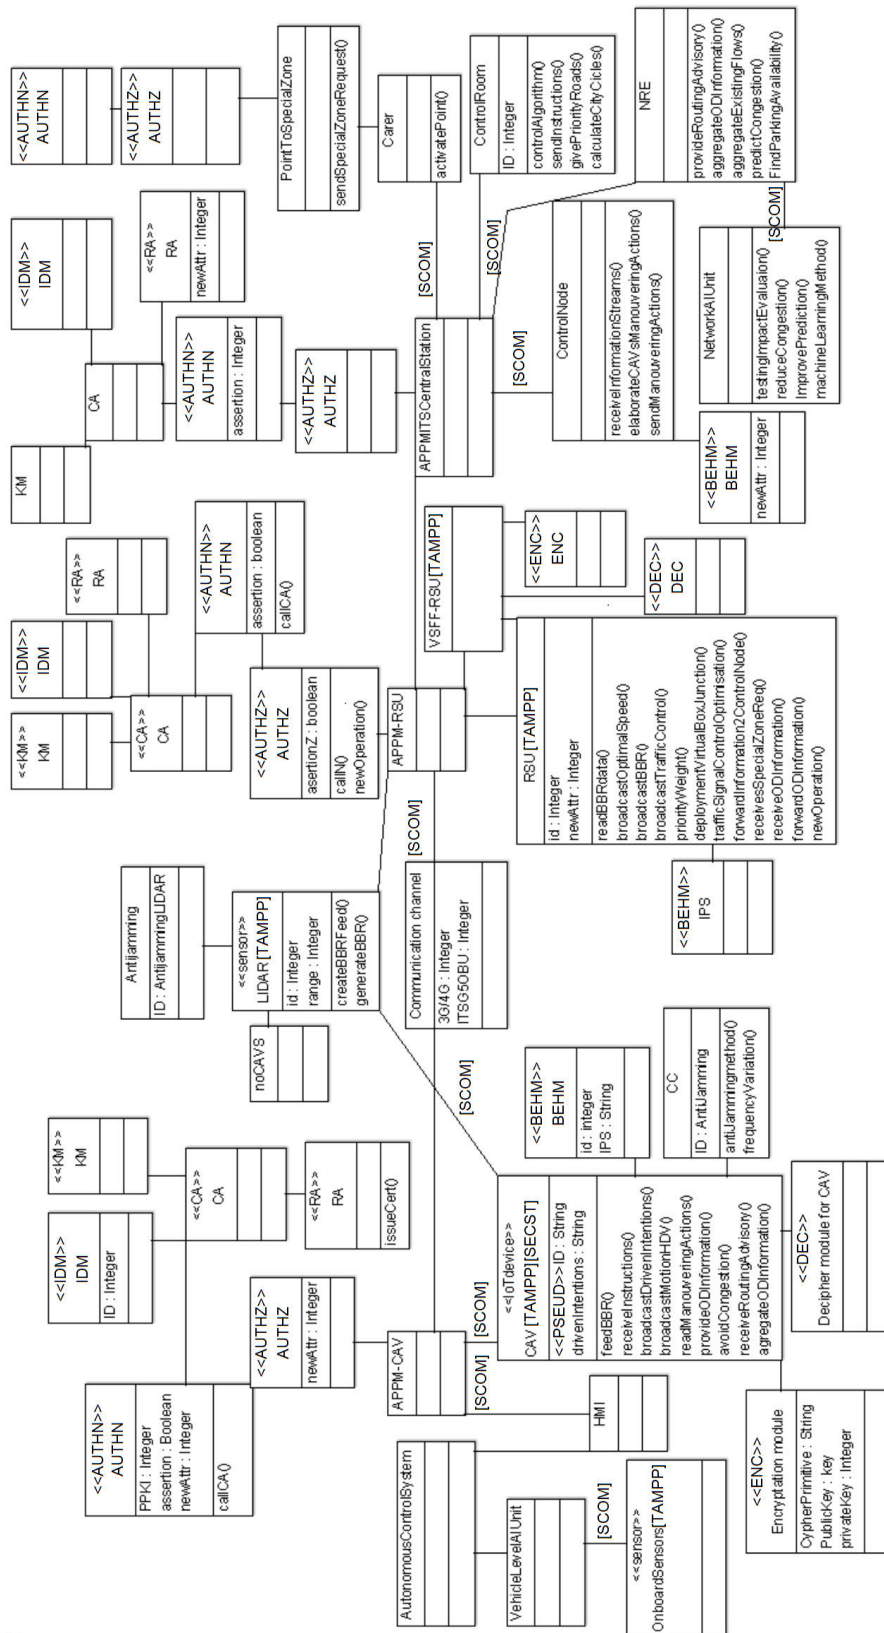 <<AUTHN>>
AUTHN
PPKI : Integer
assertion : Boolean
newAttr : Integer
callCA()
<<IDM>>
IDM
ID : Integer
<<KM>>
KM
<<CA>>
CA
<<RA>>
RA
issueCert()
<<AUTHZ>>
AUTHZ
newAttr : Integer
Antijamming
ID : AntijammingLIDAR
<<sensor>>
LIDAR[TAMPP]
id : Integer
range : Integer
createBBRFeed()
generateBBR()
noCAVS
<<KM>>
KM
<<IDM>>
IDM
<<RA>>
RA
<<CA>>
CA
<<AUTHN>>
AUTHN
assertion : boolean
callCA()
<<AUTHZ>>
AUTHZ
asertionZ : boolean
callN()
newOperation()
KM
<<IDM>>
IDM
CA
<<RA>>
RA
newAttr : Integer
<<AUTHN>>
AUTHN
assertion : Integer
<<AUTHZ>>
AUTHZ
<<AUTHN>>
AUTHN
<<AUTHZ>>
AUTHZ
PointToSpecialZone
sendSpecialZoneRequest()
Carer
activatePoint()
AutonomousControlSystem
VehicleLevelAIUnit
[SCOM]
<<sensor>>
OnboardSensors[TAMPP]
HMI
APPM-CAV
[SCOM]
[SCOM]
Communication channel
3G/4G : Integer
ITSG5OBU : Integer
[SCOM]
[SCOM]
APPM-RSU
VSFF-RSU[TAMPP]
APPMITSCentralStation
[SCOM]
[SCOM]
[SCOM]
ControlRoom
ID : Integer
controlAlgorithm()
sendInstructions()
givePriorityRoads()
calculateCityCicles()
<<IoTdevice>>
CAV [TAMPP][SECST]
<<PSEUD>>ID : String
drivenIntentions : String
feedBBR()
receiveInstructions()
broadcastDrivenIntentions()
broadcastMotionHDV()
readManouveringActions()
provideODInformation()
avoidCongestion()
receiveRoutingAdvisory()
agregateODInformation()
<<BEHM>>
BEHM
id : integer
IPS : String
CC
ID : AntiJamming
antiJammingmethod()
frequencyVariation()
<<ENC>>
Encryptation module
CypherPrimitive : String
PublicKey : key
privateKey : Integer
<<DEC>>
Decipher module for CAV
RSU[TAMPP]
id : Integer
newAttr : Integer
readBBRdata()
broadcastOptimalSpeed()
broadcastBBR()
broadcastTrafficControl()
priorityWeight()
deploymentVirtualBoxJunction()
trafficSignalControlOptimisation()
forwardInformation2ControlNode()
receivesSpecialZoneReq()
receiveODInformation()
forwardODInformation()
newOperation()
<<BEHM>>
IPS
<<ENC>>
ENC
<<DEC>>
DEC
ControlNode
receiveInformationStreams()
elaborateCAVsManouveringActions()
sendManouveringActions()
<<BEHM>>
BEHM
newAttr : Integer
NRE
provideRoutingAdvisory()
aggregateODInformation()
aggregateExistingFlows()
predictCongestion()
FindParkingAvailability()
[SCOM]
NetworkAIUnit
testingImpactEvaluaion()
reduceCongestion()
ImprovePrediction()
machineLearningMethod()